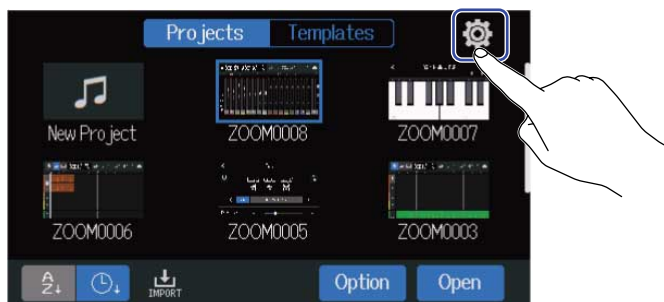 Projects Templates
New Project ZOOM0008 ZOOM0007
ZOOM0006 ZOOM0005 ZOOM0003
A
Z
IMPORT
Option Open